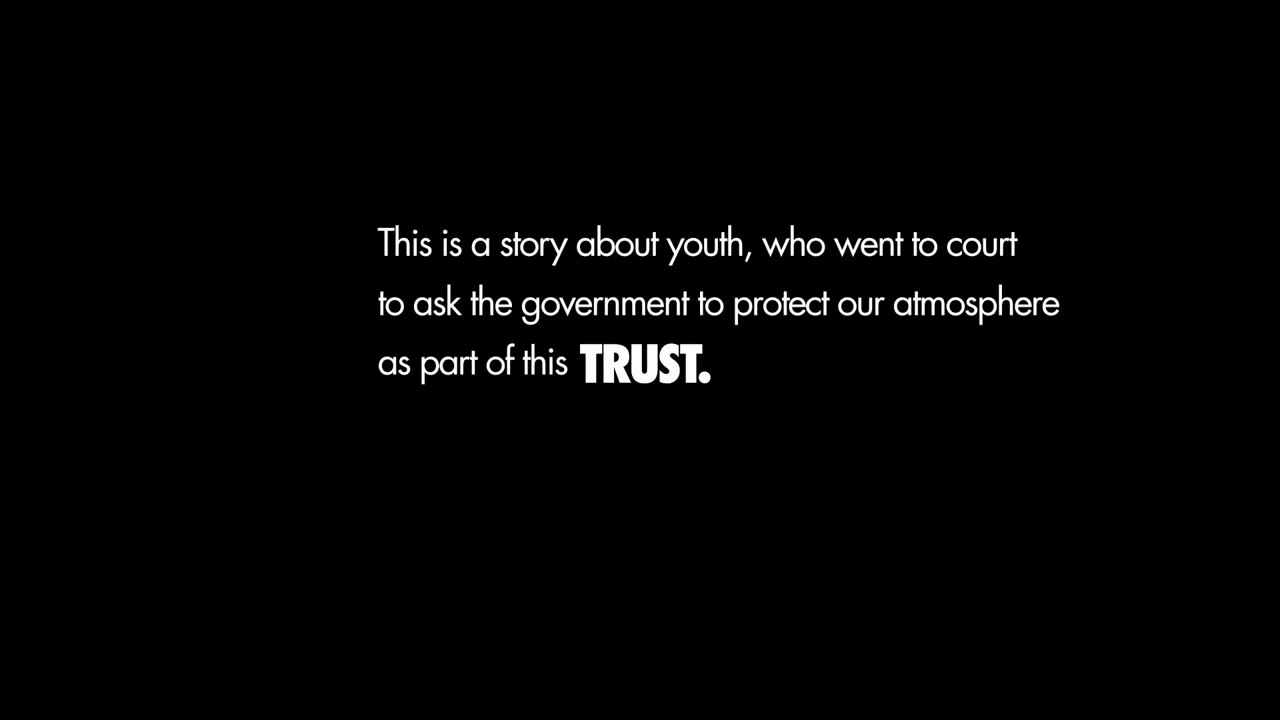 This is a story about youth, who went to court
to ask the government to protect our atmosphere
as part of this TRUST.